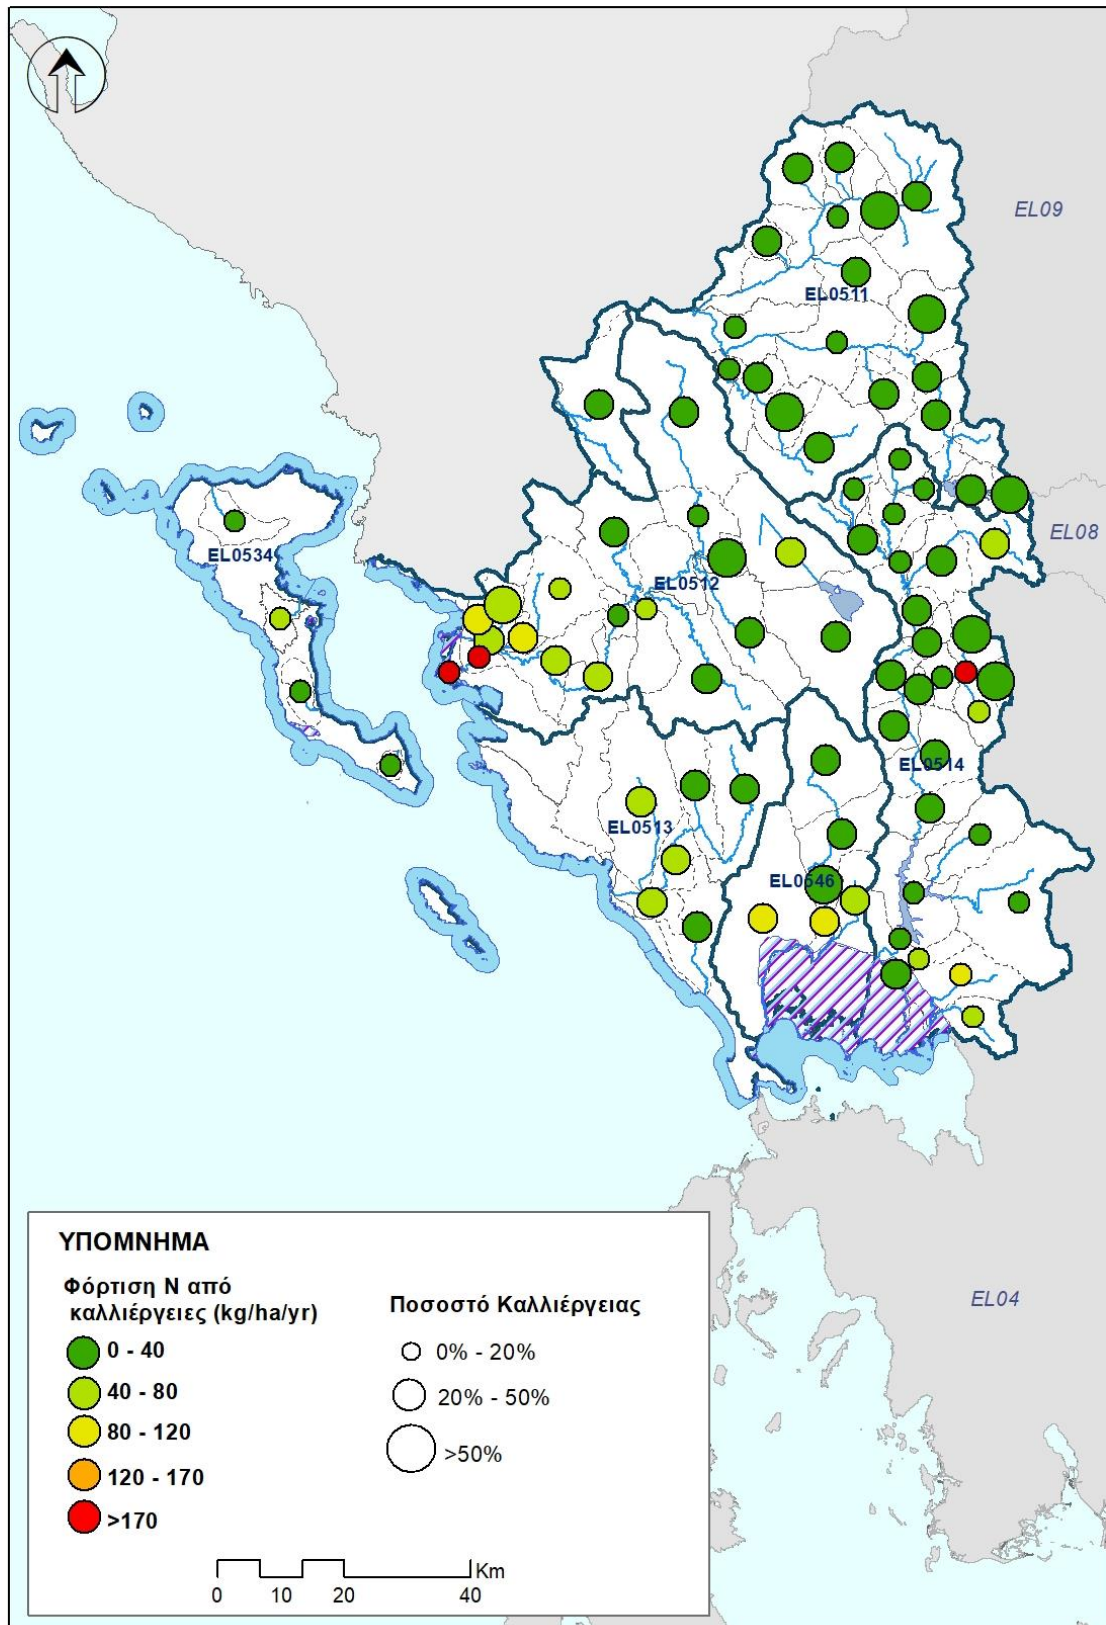 EL09
EL0511
EL08
EL0534
EL0512
EL0514
EL0513
EL0546
EL04
ΥΠΟΜΝΗΜΑ
Φόρτιση Ν από
καλλιέργειες (kg/ha/yr)
0 - 40
40 - 80
80 - 120
120 - 170
>170
Ποσοστό Καλλιέργειας
0% - 20%
20% - 50%
>50%
Km
0 10 20 40